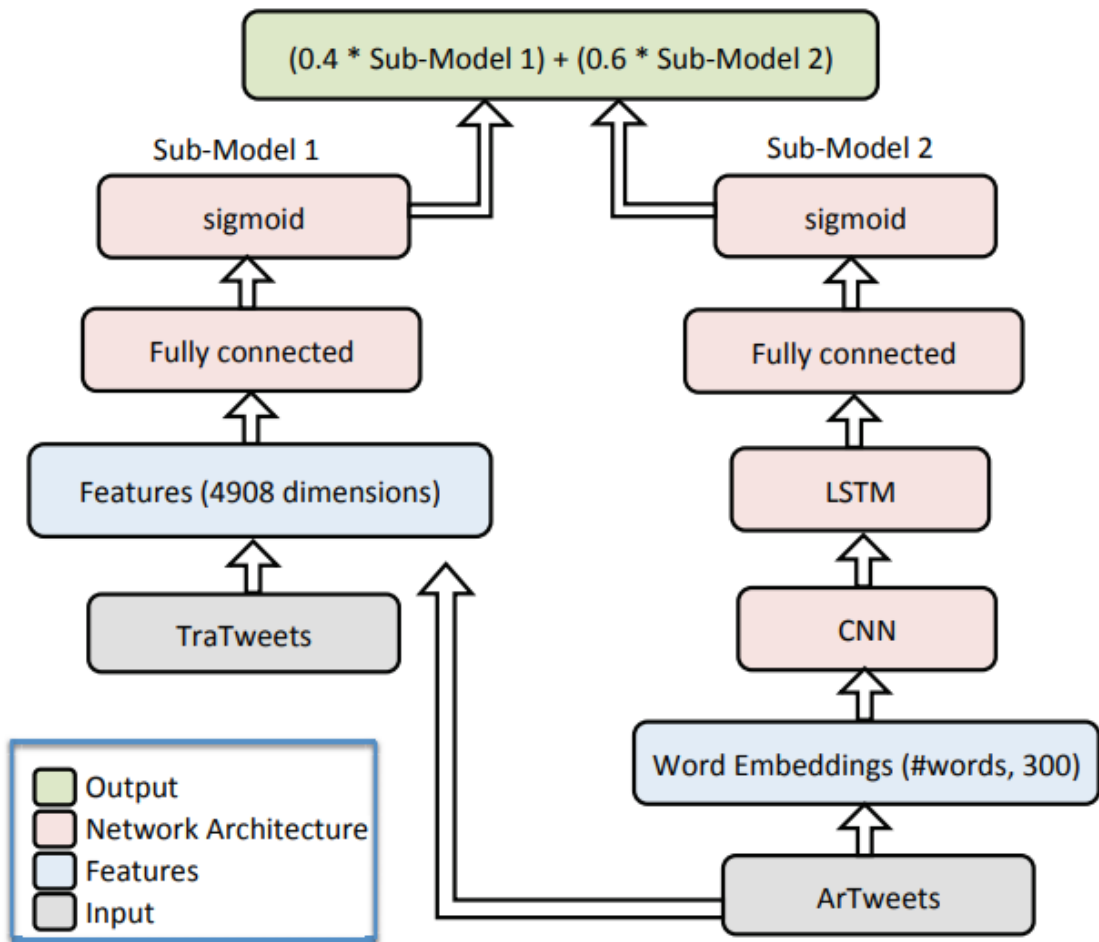 (0.4 * Sub-Model 1) + (0.6 * Sub-Model 2)
Sub-Model 1
sigmoid
Fully connected
Features (4908 dimensions)
TraTweets
Sub-Model 2
sigmoid
Fully connected
LSTM
CNN
Word Embeddings (#words, 300)
ArTweets
Output
Network Architecture
Features
Input